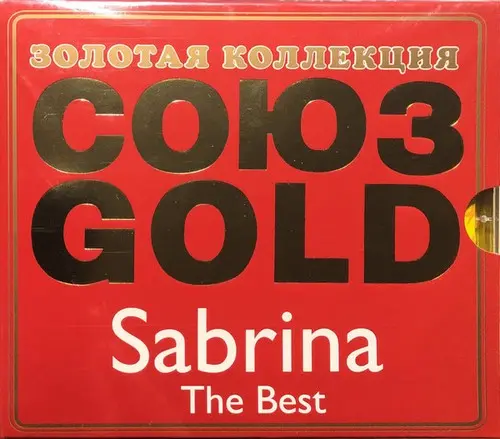 ЗОЛОТАЯ КОЛЛЕКЦИЯ
СОЮЗ
GOLD
Sabrina
The Best